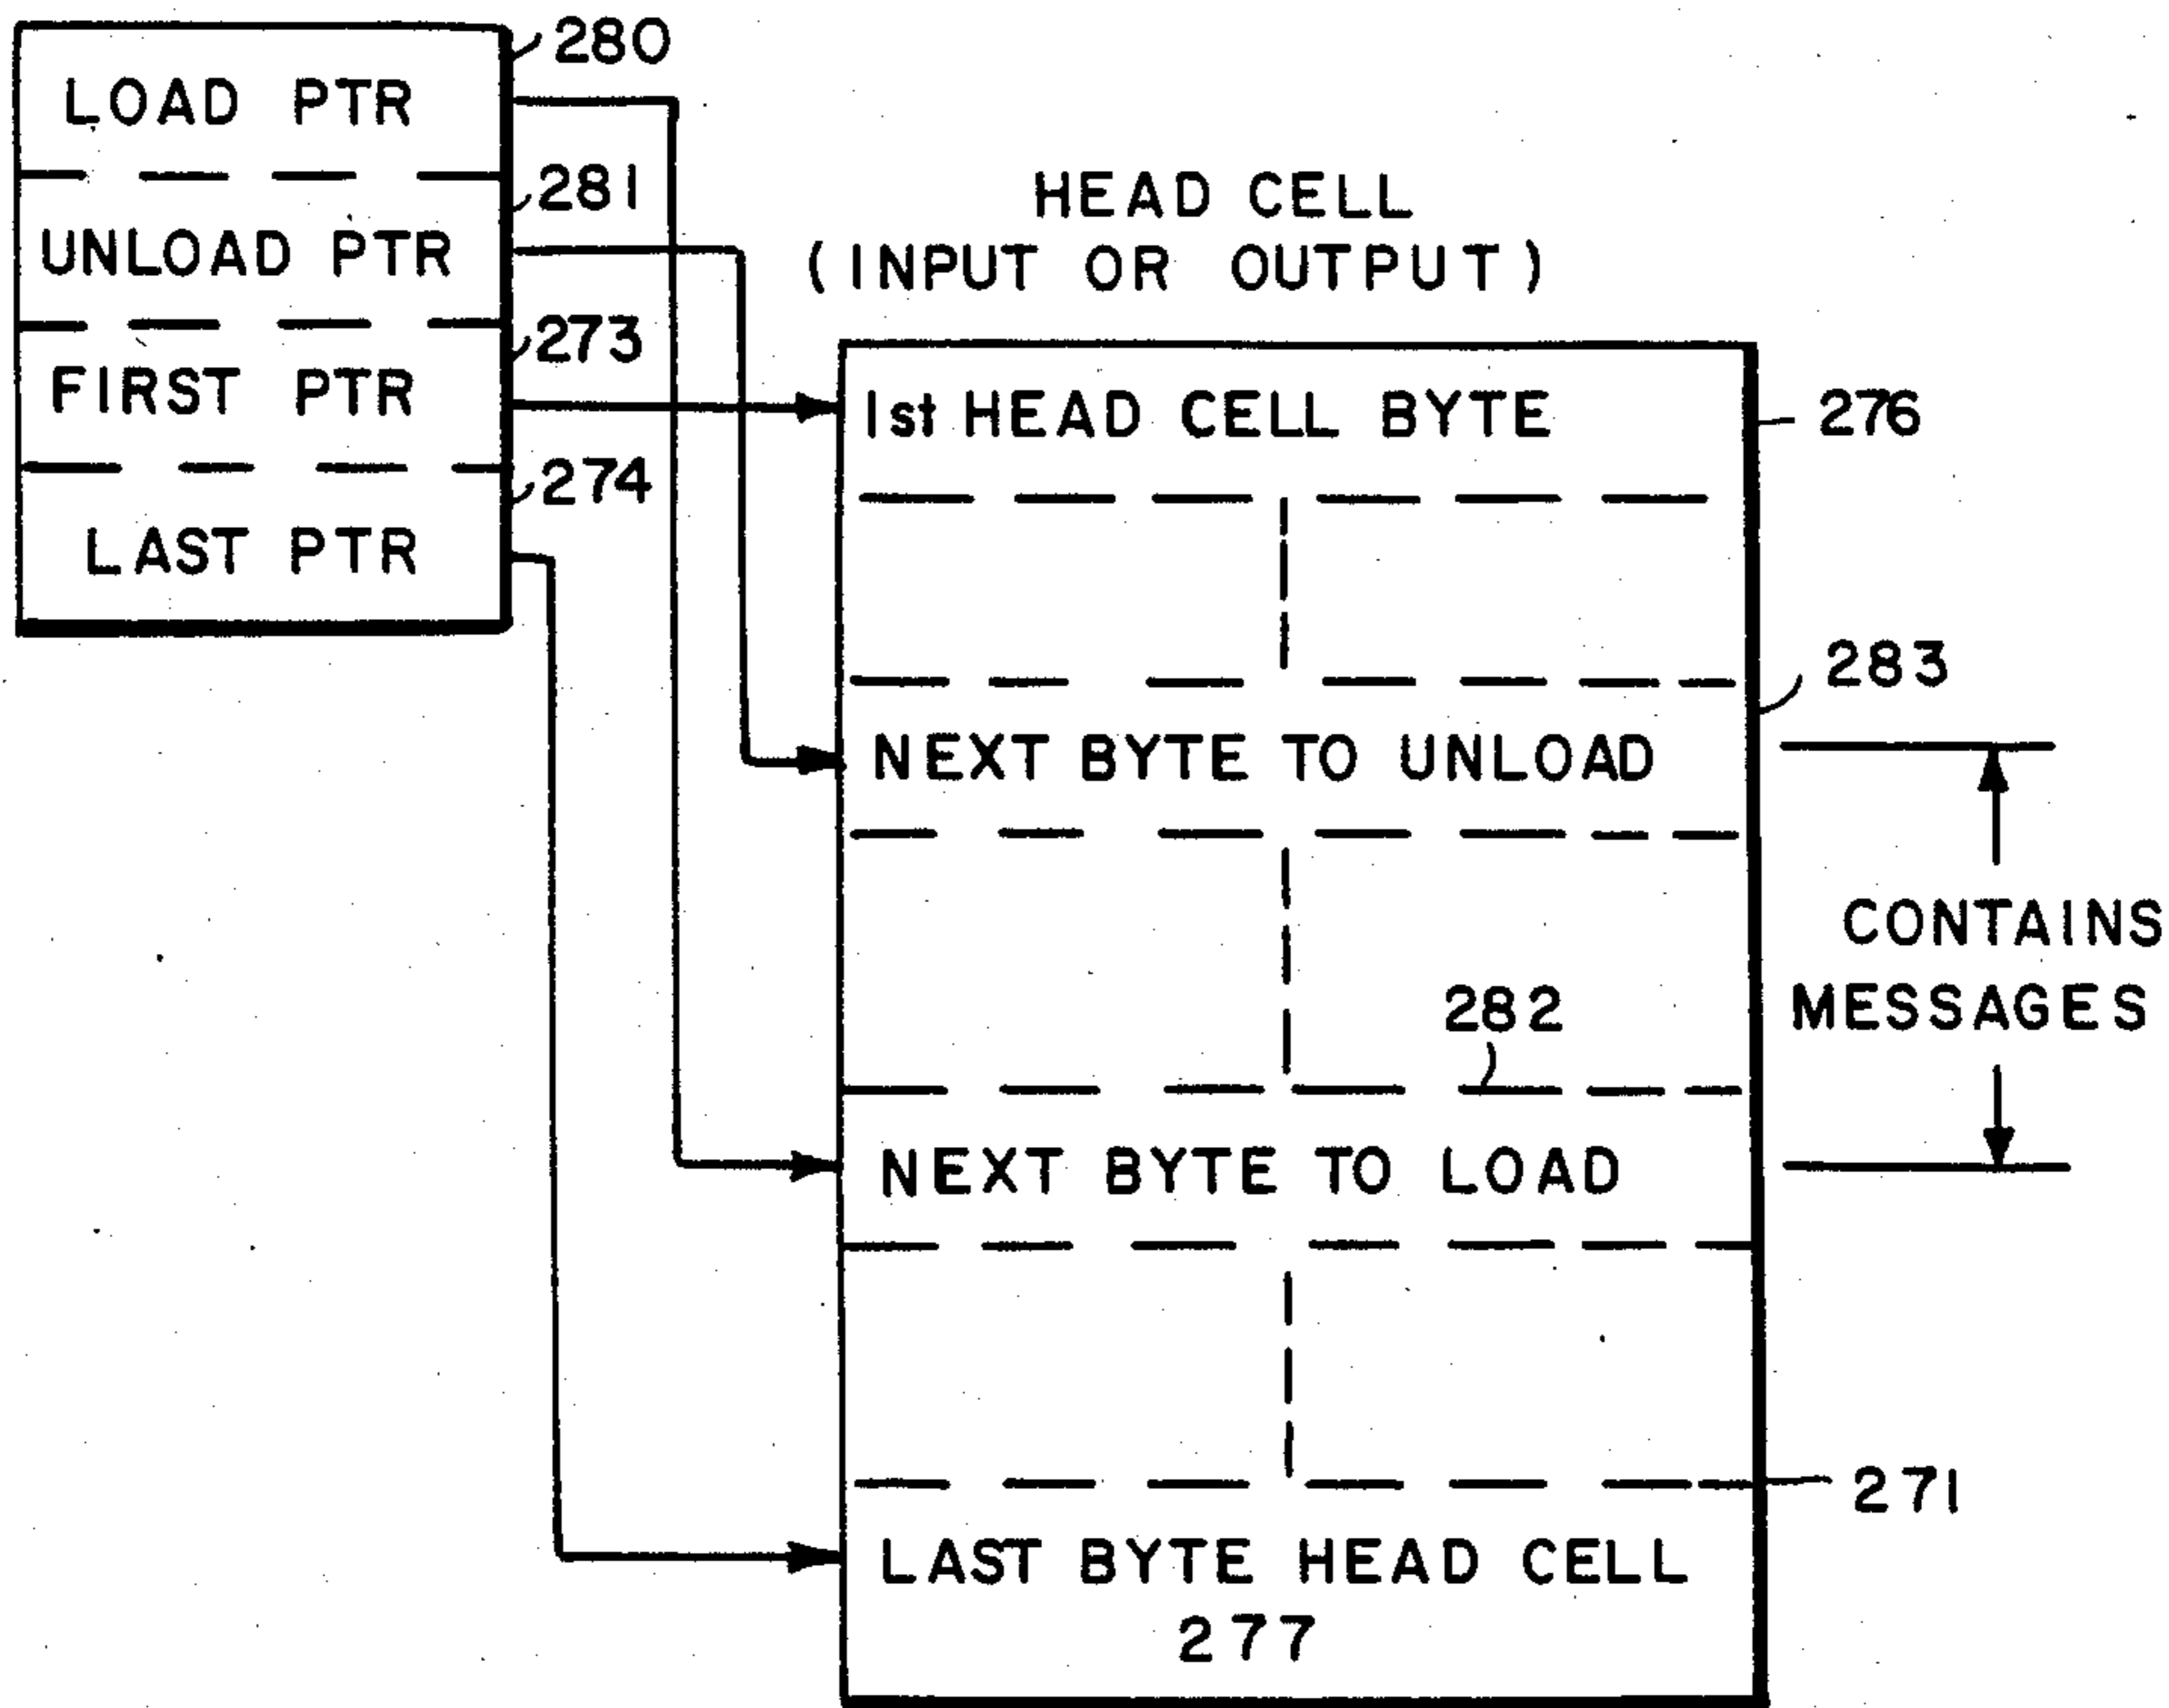 280
LOAD PTR
281
UNLOAD PTR
273
FIRST PTR
274
LAST PTR
HEAD CELL
(INPUT OR OUTPUT)
1st HEAD CELL BYTE
276
283
NEXT BYTE TO UNLOAD
CONTAINS
MESSAGES
282
NEXT BYTE TO LOAD
271
LAST BYTE HEAD CELL
277